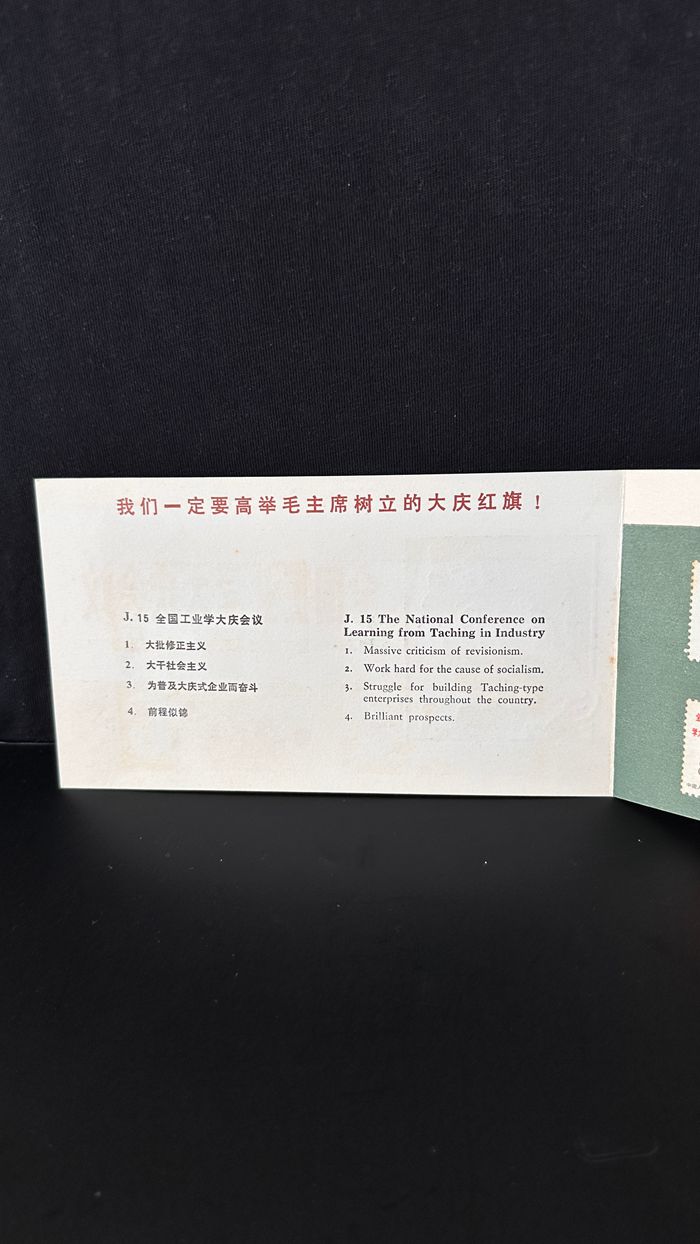 我们一定要高举毛主席树立的大庆红旗！
J. 15 全国工业学大庆会议
1. 大批修正主义
2. 大干社会主义
3. 为普及大庆式企业而奋斗
4. 前程似锦
J. 15 The National Conference on
Learning from Taching in Industry
1. Massive criticism of revisionism.
2. Work hard for the cause of socialism.
3. Struggle for building Taching-type
enterprises throughout the country.
4. Brilliant prospects.